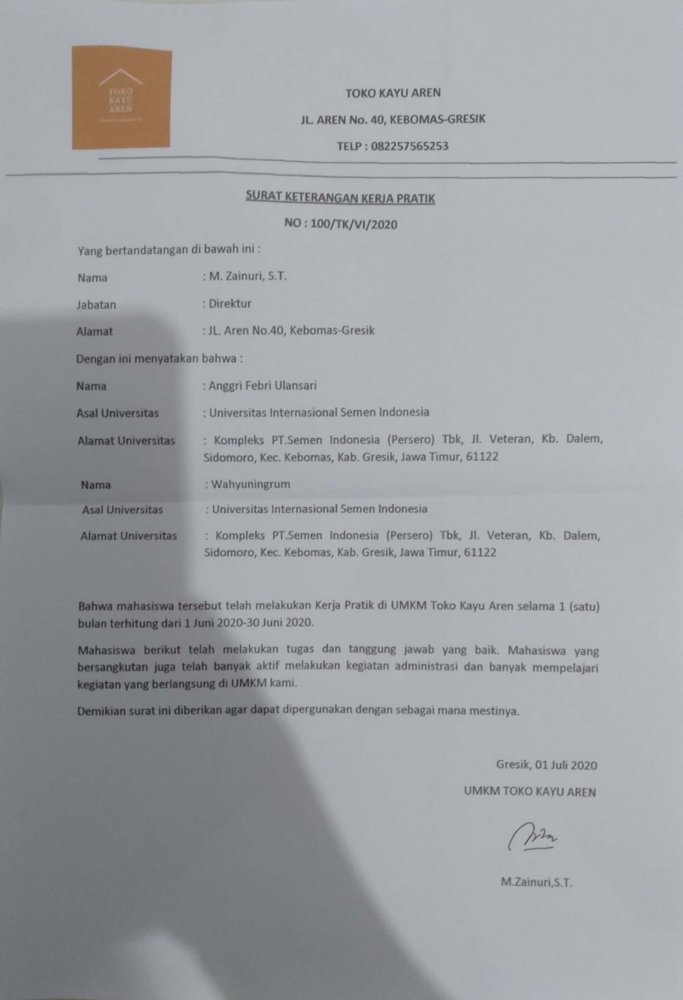 TOKO
KAYU
AREN
TOKO KAYU AREN
JL. AREN No. 40, KEBOMAS-GRESIK
TELP : 082257565253
SURAT KETERANGAN KERJA PRATIK
NO : 100/TK/VI/2020
Yang bertandatangan di bawah ini :
Nama : M. Zainuri, S.T.
Jabatan : Direktur
Alamat : JL. Aren No.40, Kebomas-Gresik
Dengan ini menyatakan bahwa :
Nama : Anggri Febri Ulansari
Asal Universitas : Universitas Internasional Semen Indonesia
Alamat Universitas : Kompleks PT.Semen Indonesia (Persero) Tbk, Jl. Veteran, Kb. Dalem,
Sidomoro, Kec. Kebomas, Kab. Gresik, Jawa Timur, 61122
Nama : Wahyuningrum
Asal Universitas : Universitas Internasional Semen Indonesia
Alamat Universitas : Kompleks PT.Semen Indonesia (Persero) Tbk, Jl. Veteran, Kb. Dalem,
Sidomoro, Kec. Kebomas, Kab. Gresik, Jawa Timur, 61122
Bahwa mahasiswa tersebut telah melakukan Kerja Pratik di UMKM Toko Kayu Aren selama 1 (satu)
bulan terhitung dari 1 Juni 2020-30 Juni 2020.
Mahasiswa berikut telah melakukan tugas dan tanggung jawab yang baik. Mahasiswa yang
bersangkutan juga telah banyak aktif melakukan kegiatan administrasi dan banyak mempelajari
kegiatan yang berlangsung di UMKM kami.
Demikian surat ini diberikan agar dapat dipergunakan dengan sebagai mana mestinya.
Gresik, 01 Juli 2020
UMKM TOKO KAYU AREN
M.Zainuri,S.T.